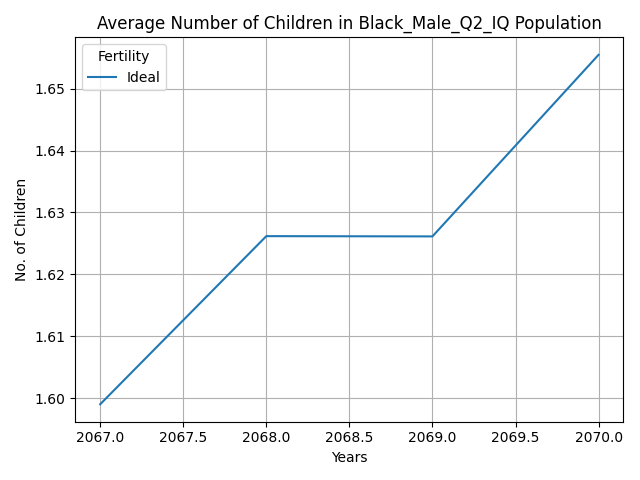 Average Number of Children in Black_Male_Q2_IQ Population
Fertility
Ideal
1.65
1.64
1.63
1.62
1.61
1.60
No. of Children
2067.0 2067.5 2068.0 2068.5 2069.0 2069.5 2070.0
Years